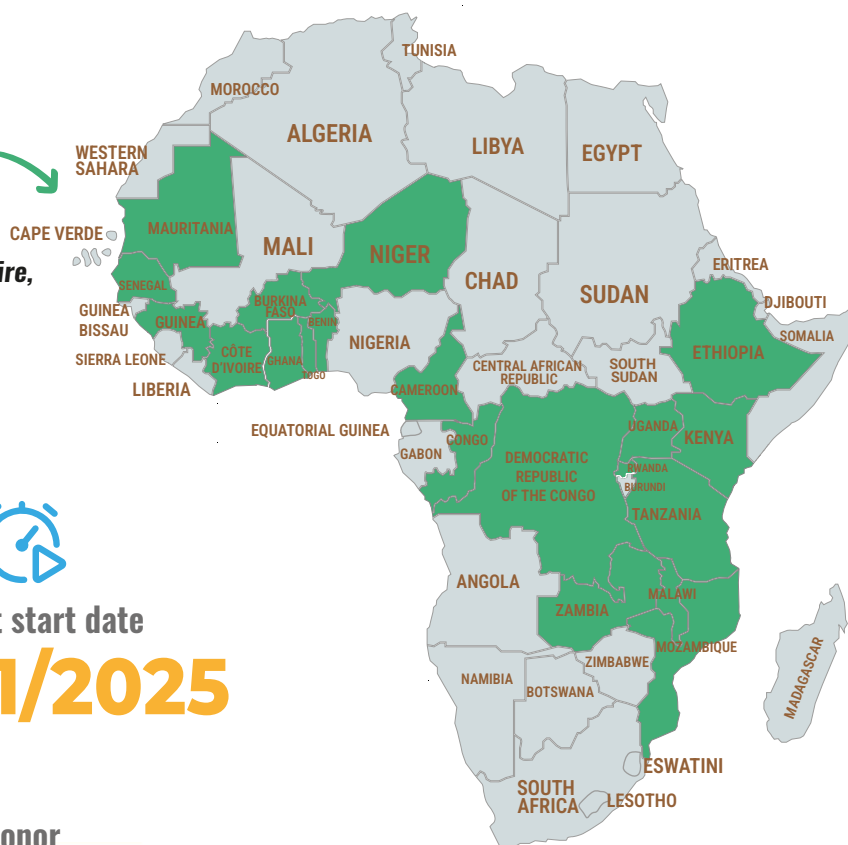 TUNISIA
MOROCCO
ALGERIA
LIBYA
EGYPT
WESTERN
SAHARA
CAPE VERDE
MAURITANIA
MALI
NIGER
CHAD
SUDAN
ERITREA
DJIBOUTI
SOMALIA
ire,
SENEGAL
GUINEA
BISSAU
GUINEA
BURKINA
FASO
BENIN
NIGERIA
SIERRA LEONE
CÔTE
D'IVOIRE
GHANA
TOGO
LIBERIA
CENTRAL AFRICAN
REPUBLIC
SOUTH
SUDAN
ETHIOPIA
CAMEROON
EQUATORIAL GUINEA
GABON
CONGO
DEMOCRATIC
REPUBLIC
OF THE CONGO
UGANDA
KENYA
RWANDA
BURUNDI
TANZANIA
ANGOLA
ZAMBIA
MALAWI
MOZAMBIQUE
ZIMBABWE
NAMIBIA
BOTSWANA
MADAGASCAR
SOUTH
AFRICA
ESWATINI
LESOTHO
t start date
1/2025
onor